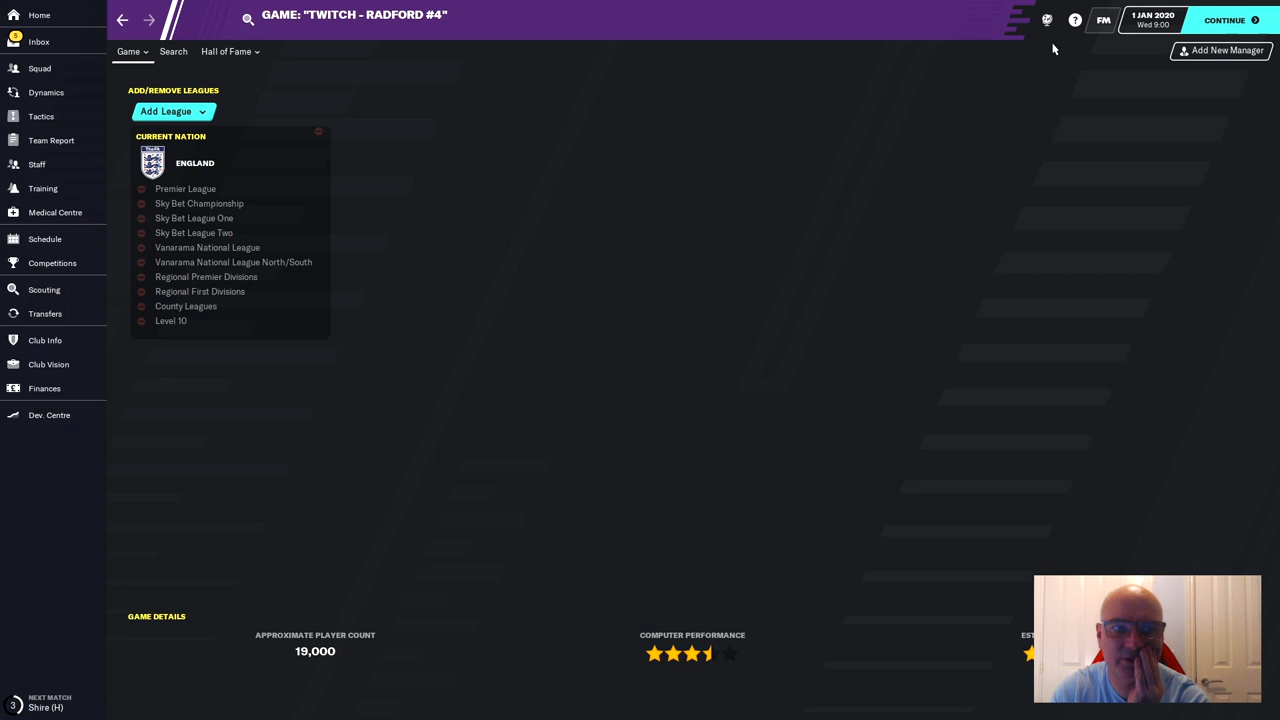 Home
GAME: "TWITCH - RADFORD #4"
FM
1 JAN 2020
Wed 9:00
CONTINUE
5
Inbox
Game
Search
Hall of Fame
Add New Manager
Squad
Dynamics
Tactics
Team Report
Staff
Training
Medical Centre
Schedule
Competitions
Scouting
Transfers
Club Info
Club Vision
Finances
Dev. Centre
ADD/REMOVE LEAGUES
Add League
CURRENT NATION
ENGLAND
Premier League
Sky Bet Championship
Sky Bet League One
Sky Bet League Two
Vanarama National League
Vanarama National League North/South
Regional Premier Divisions
Regional First Divisions
County Leagues
Level 10
GAME DETAILS
APPROXIMATE PLAYER COUNT
19,000
COMPUTER PERFORMANCE
EST
3
NEXT MATCH
Shire (H)